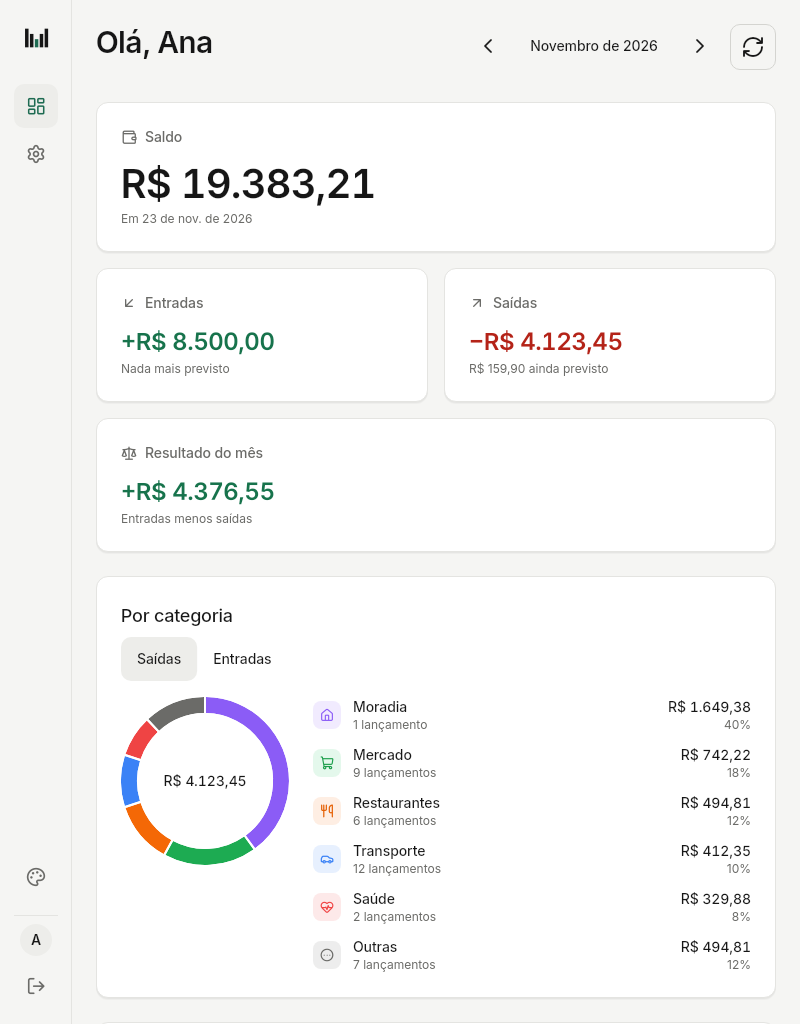 Olá, Ana
Novembro de 2026
Saldo
R$ 19.383,21
Em 23 de nov. de 2026
Entradas
+R$ 8.500,00
Nada mais previsto
Saídas
−R$ 4.123,45
R$ 159,90 ainda previsto
Resultado do mês
+R$ 4.376,55
Entradas menos saídas
Por categoria
Saídas Entradas
R$ 4.123,45
Moradia R$ 1.649,38
1 lançamento 40%
Mercado R$ 742,22
9 lançamentos 18%
Restaurantes R$ 494,81
6 lançamentos 12%
Transporte R$ 412,35
12 lançamentos 10%
Saúde R$ 329,88
2 lançamentos 8%
Outras R$ 494,81
7 lançamentos 12%
A